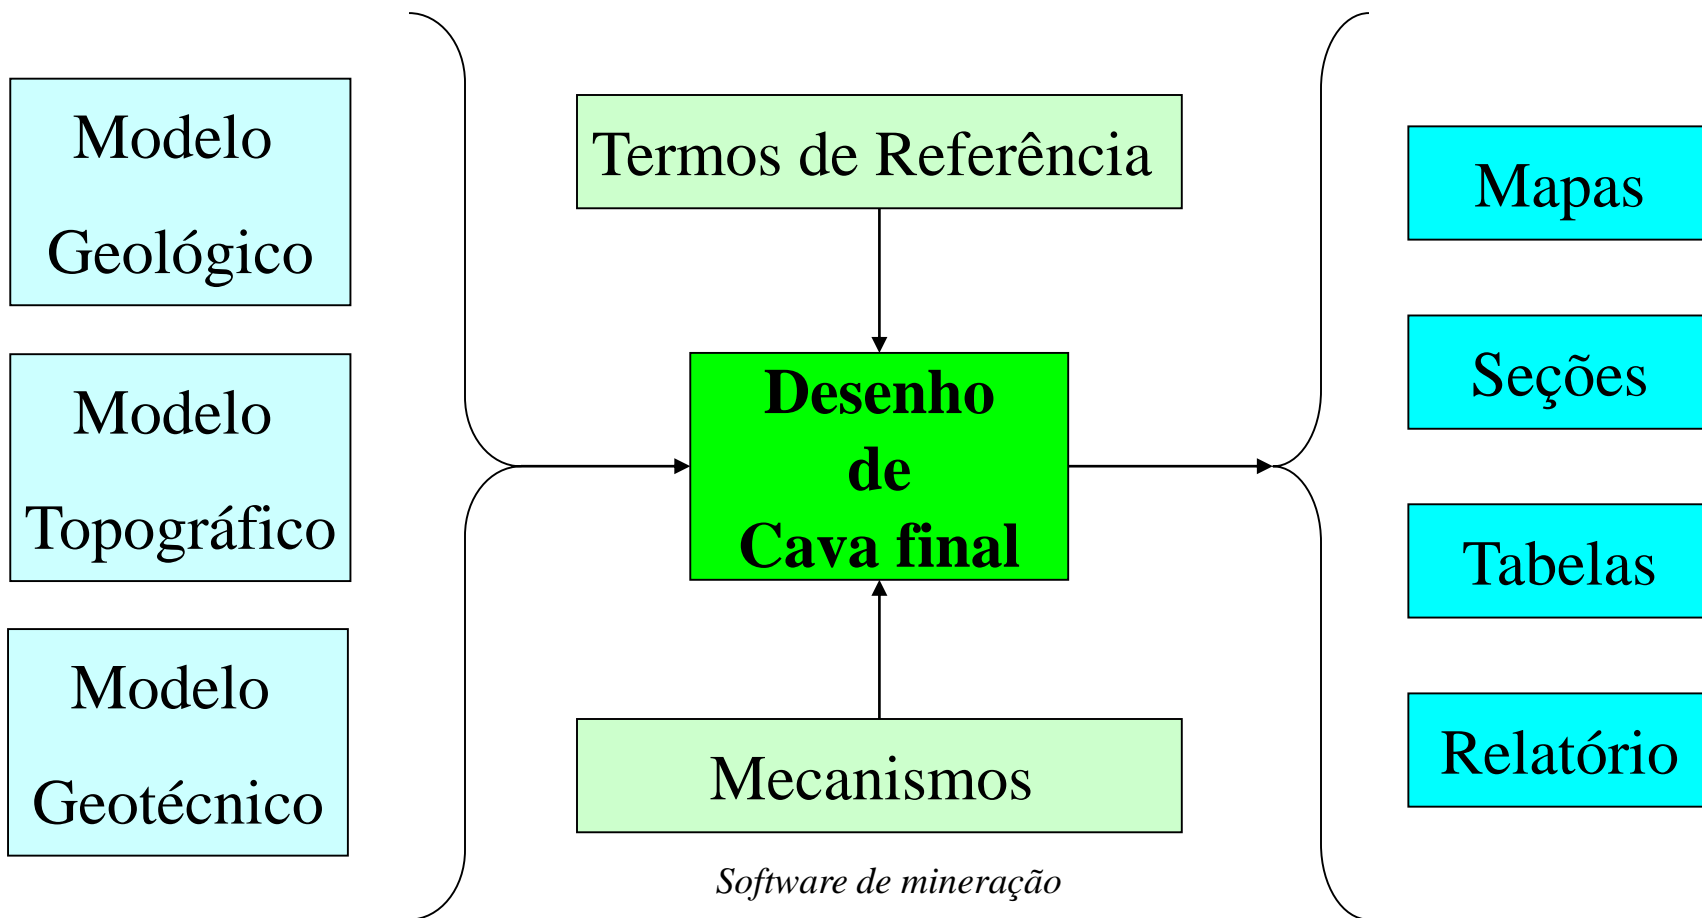 Modelo
Geológico
Modelo
Topográfico
Modelo
Geotécnico
Termos de Referência
Desenho
de
Cava final
Mecanismos
Software de mineração
Mapas
Seções
Tabelas
Relatório